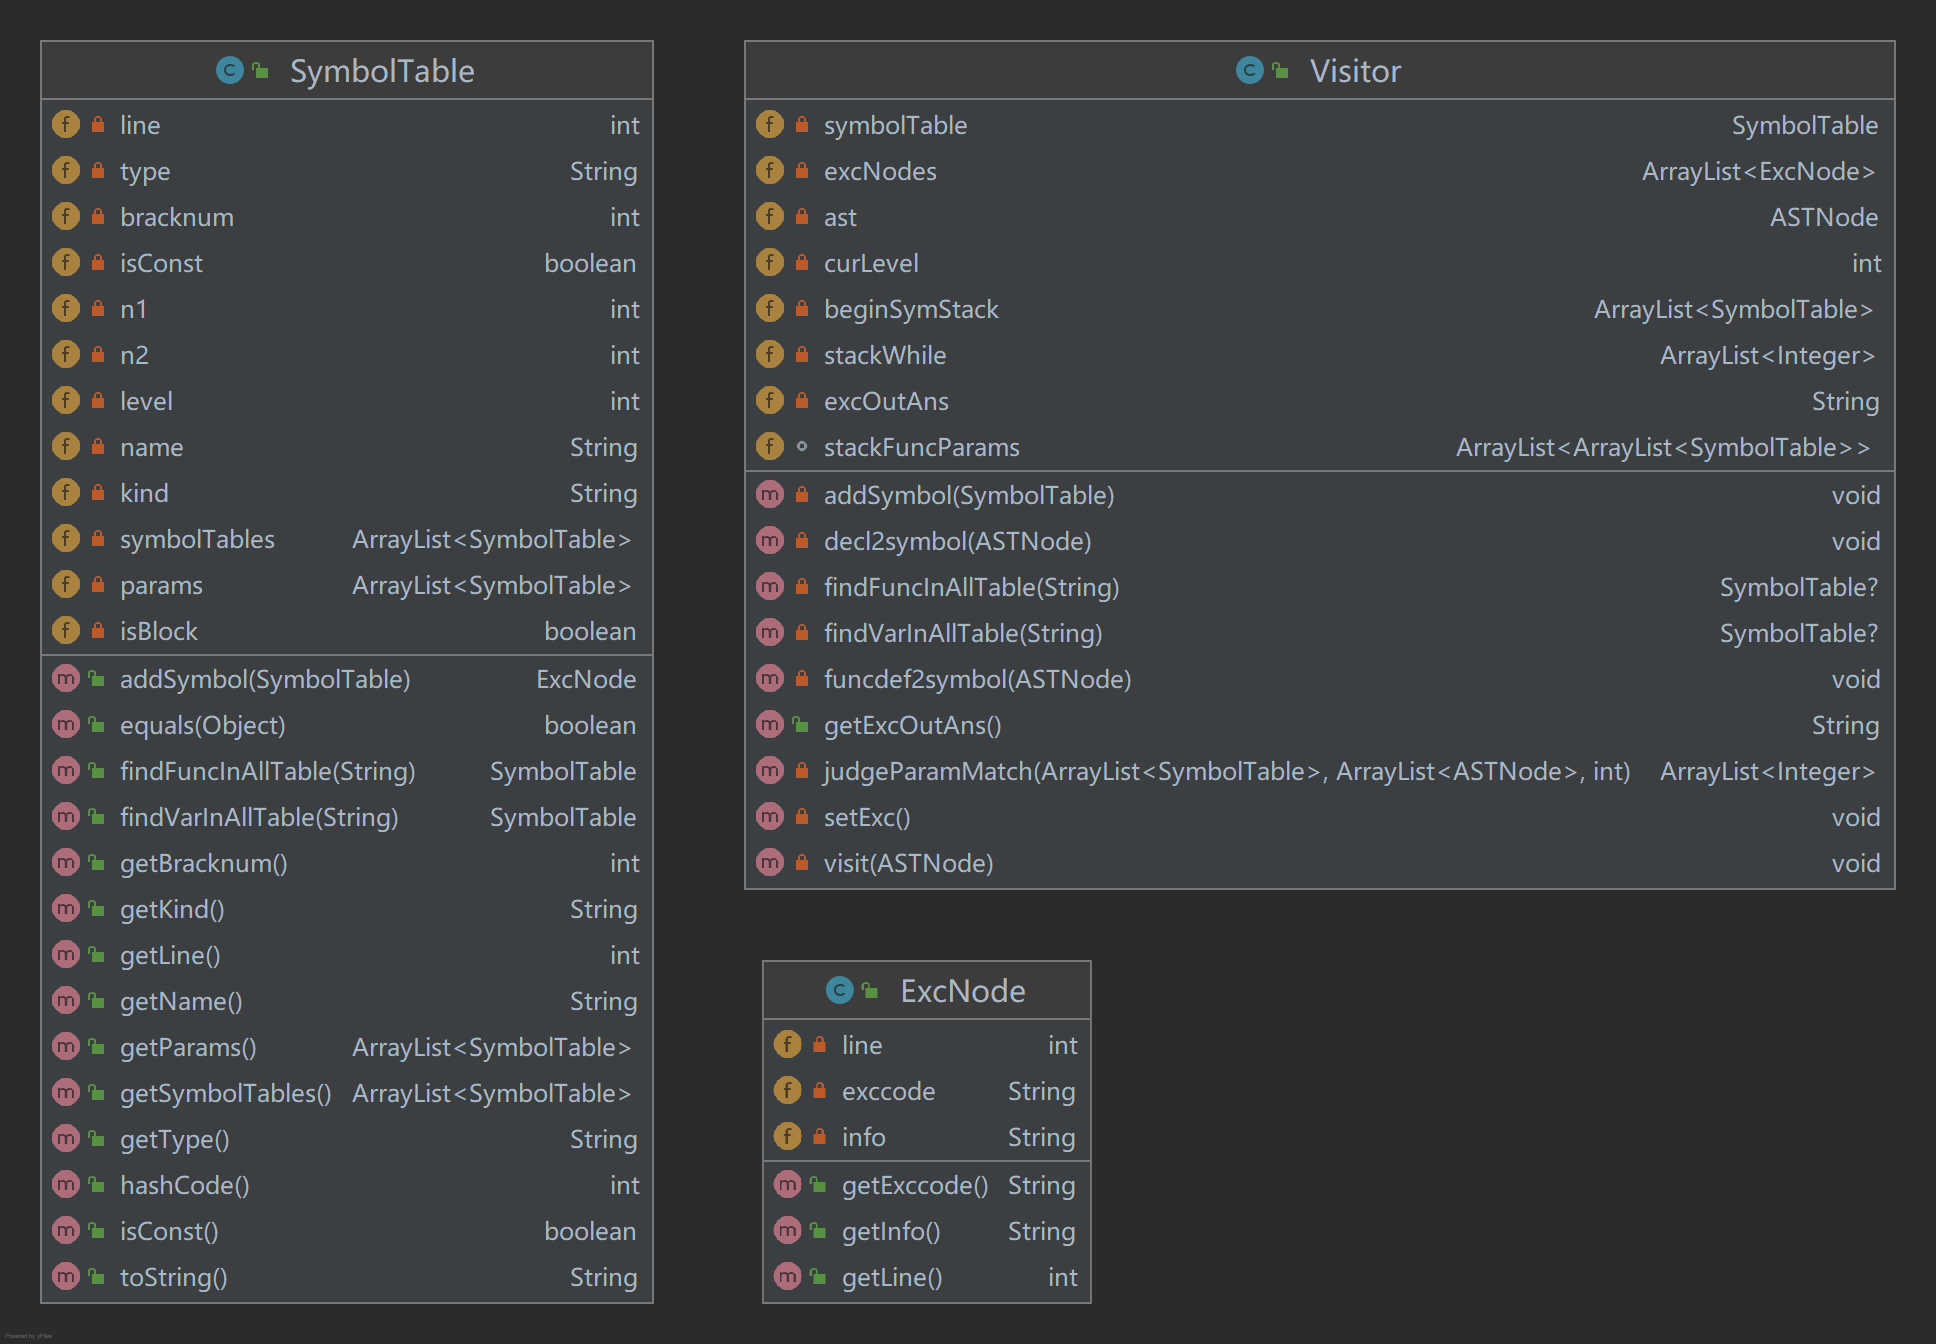 SymbolTable
line int
type String
bracknum int
isConst boolean
n1 int
n2 int
level int
name String
kind String
symbolTables ArrayList<SymbolTable>
params ArrayList<SymbolTable>
isBlock boolean
addSymbol(SymbolTable) ExcNode
equals(Object) boolean
findFuncInAllTable(String) SymbolTable
findVarInAllTable(String) SymbolTable
getBracknum() int
getKind() String
getLine() int
getName() String
getParams() ArrayList<SymbolTable>
getSymbolTables() ArrayList<SymbolTable>
getType() String
hashCode() int
isConst() boolean
toString() String
Visitor
symbolTable SymbolTable
excNodes ArrayList<ExcNode>
ast ASTNode
curLevel int
beginSymStack ArrayList<SymbolTable>
stackWhile ArrayList<Integer>
excOutAns String
stackFuncParams ArrayList<ArrayList<SymbolTable>>
addSymbol(SymbolTable) void
decl2symbol(ASTNode) void
findFuncInAllTable(String) SymbolTable?
findVarInAllTable(String) SymbolTable?
funcdef2symbol(ASTNode) void
getExcOutAns() String
judgeParamMatch(ArrayList<SymbolTable>, ArrayList<ASTNode>, int) ArrayList<Integer>
setExc() void
visit(ASTNode) void
ExcNode
line int
exccode String
info String
getExccode() String
getInfo() String
getLine() int
Powered by yFiles